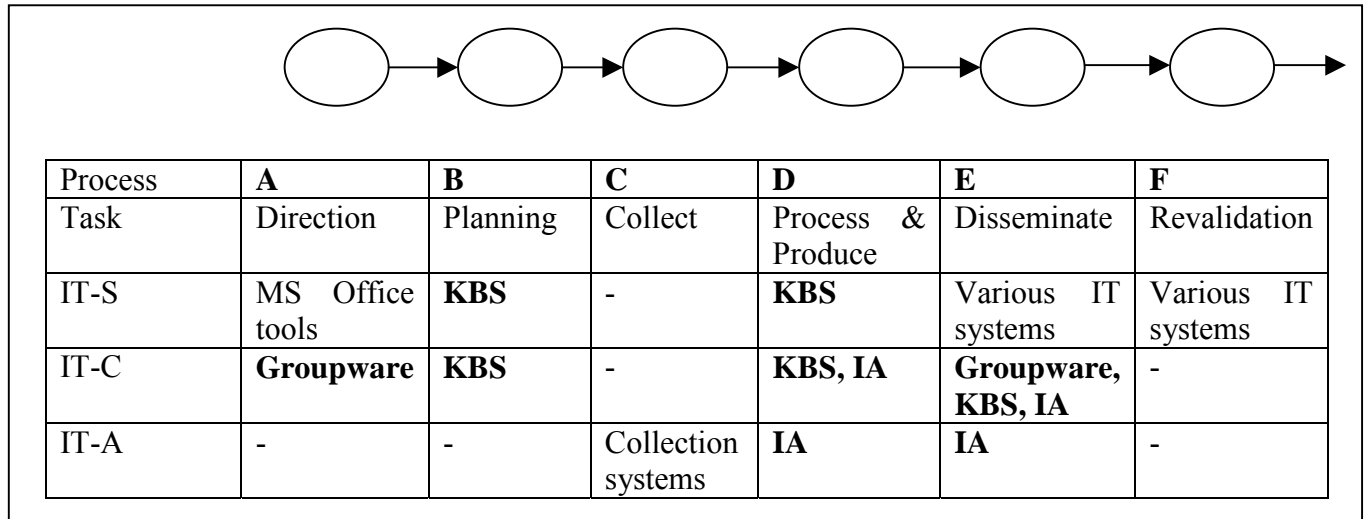 Process A B C D E F
Task Direction Planning Collect Process & Disseminate Revalidation
Produce
IT-S MS Office KBS - KBS Various IT Various IT
tools systems systems
IT-C Groupware KBS - KBS, IA Groupware, -
KBS, IA
IT-A - - Collection IA IA -
systems